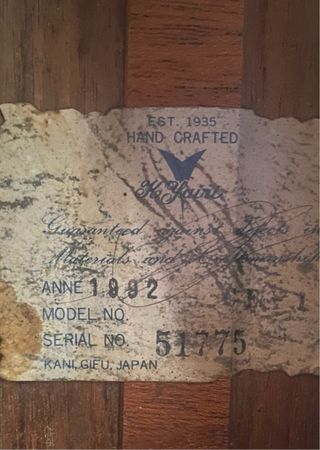 EST. 1935
HAND CRAFTED
K. Yairi
Guaranteed against defects in
Materials and Craftsmanship
ANNE 1992
MODEL NO.
SERIAL NO. 51775
KANI, GIFU, JAPAN